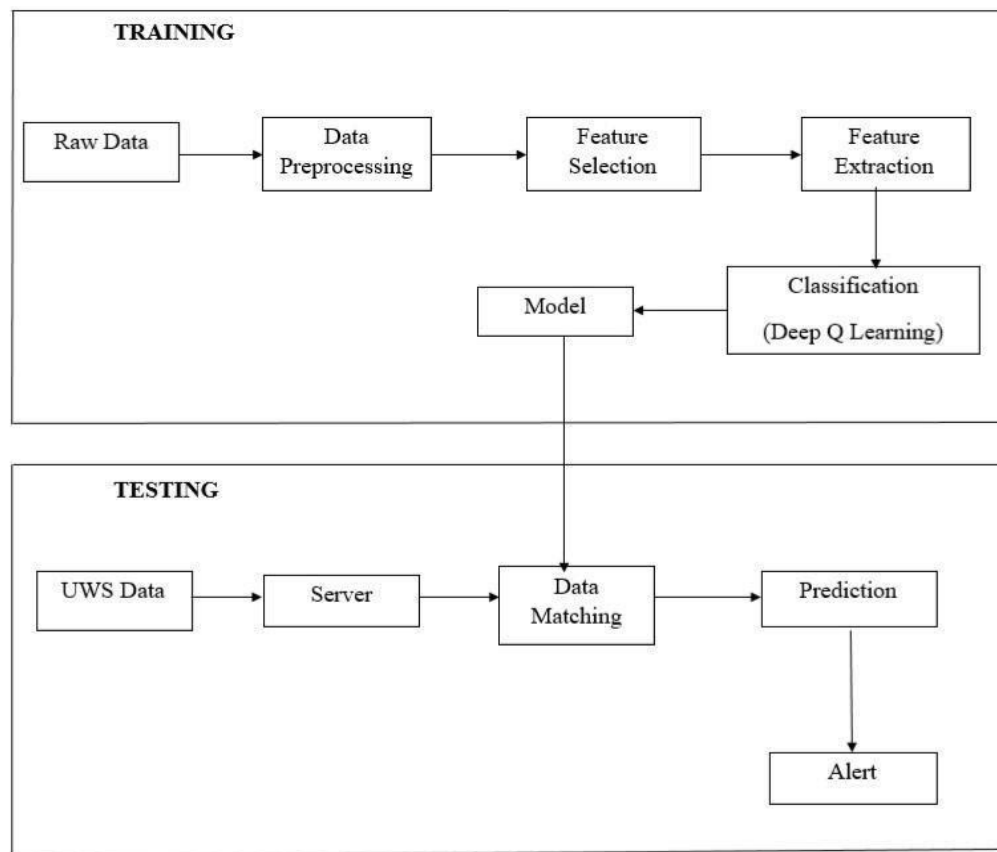 TRAINING
Raw Data
Data
Preprocessing
Feature
Selection
Feature
Extraction
Classification
(Deep Q Learning)
Model
TESTING
UWS Data
Server
Data
Matching
Prediction
Alert